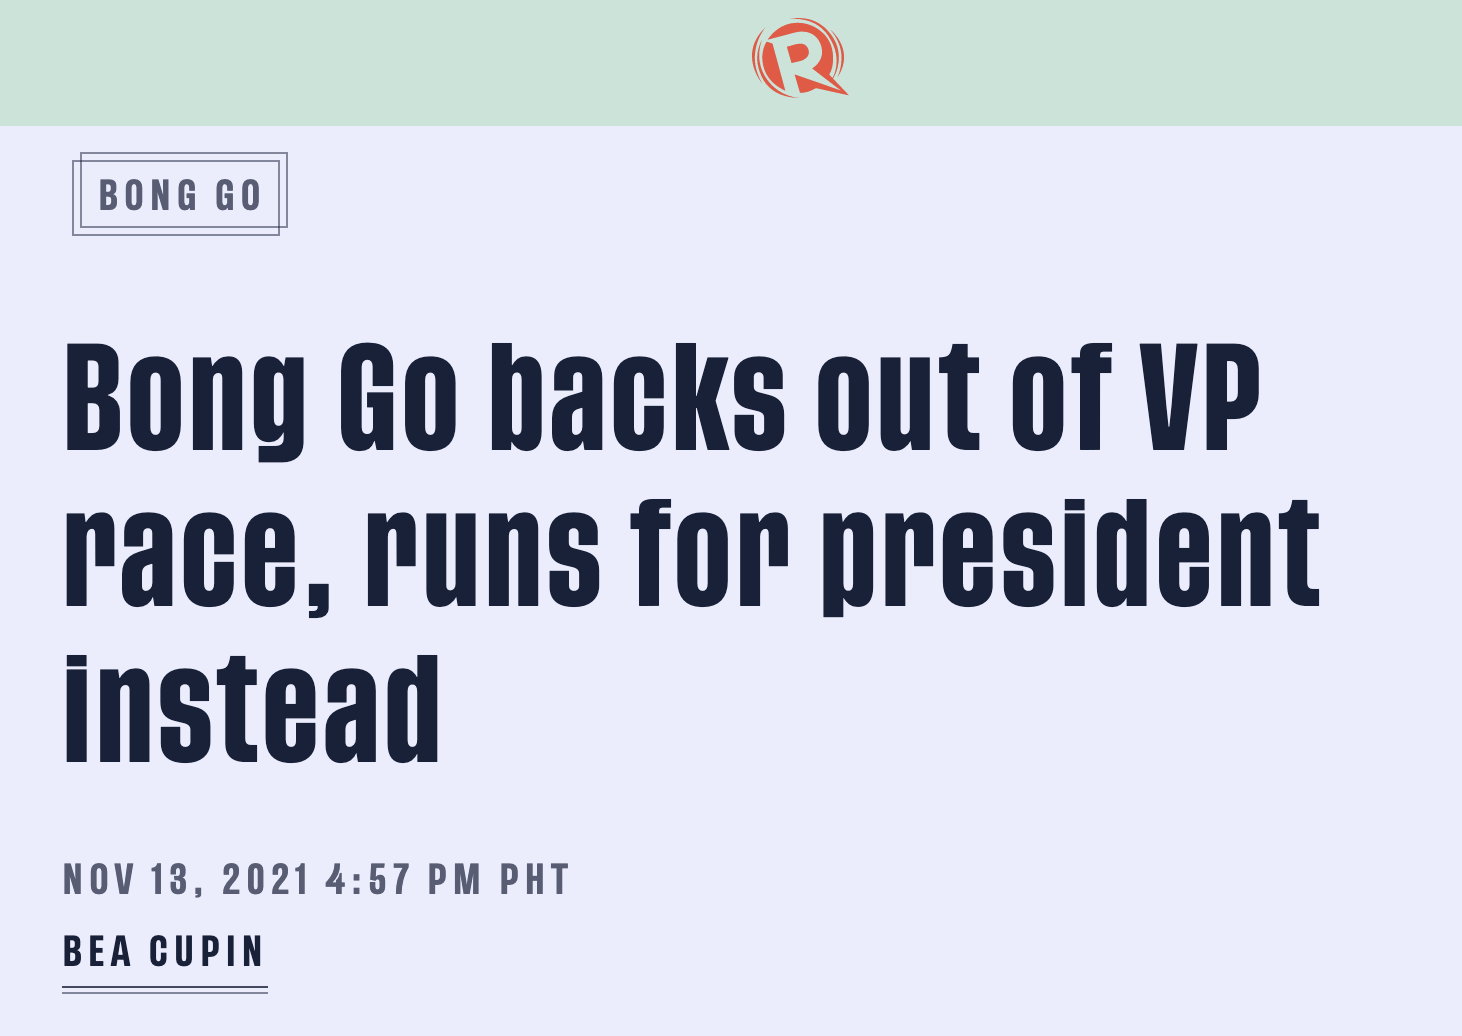 R
BONG GO
Bong Go backs out of VP
race, runs for president
instead
NOV 13, 2021 4:57 PM PHT
BEA CUPIN